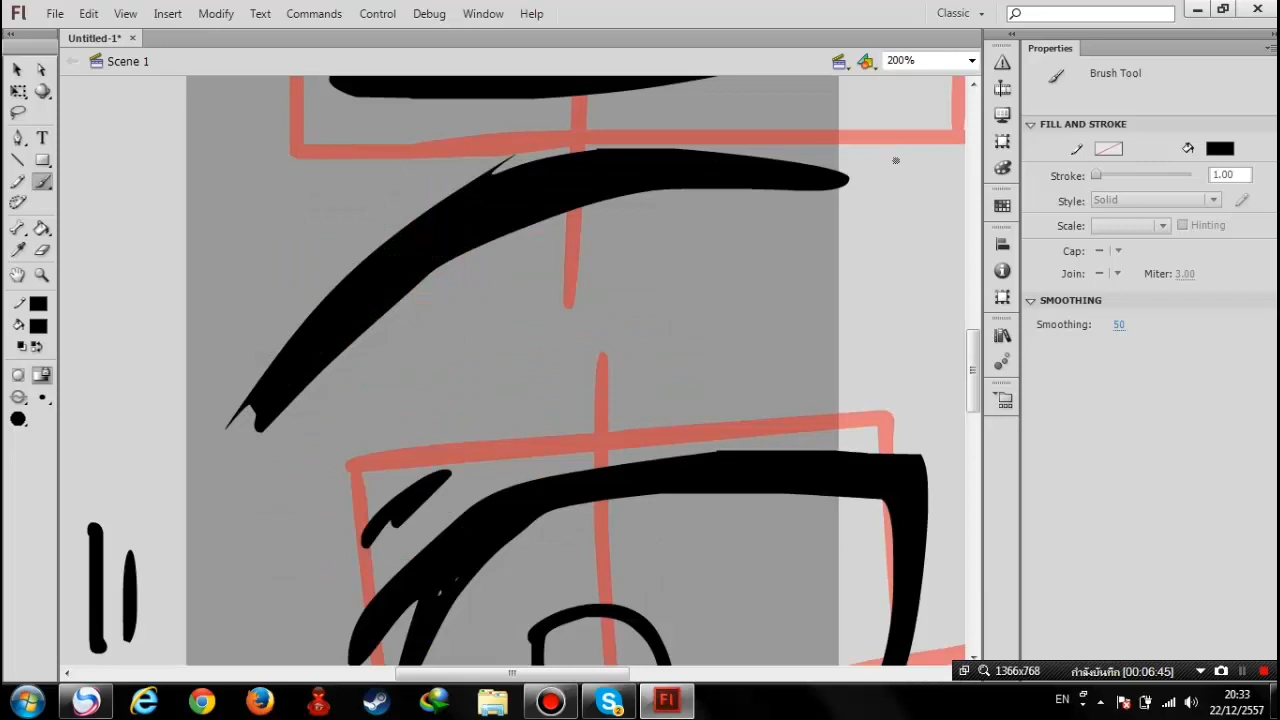 Fl File Edit View Insert Modify Text Commands Control Debug Window Help Classic
Untitled-1* ×
Scene 1 200%
Properties
Brush Tool
FILL AND STROKE
Stroke: 1.00
Style: Solid
Scale: Hinting
Cap:
Join: Miter: 3.00
SMOOTHING
Smoothing: 50
1366x768 กำลังบันทึก [00:06:45]
Fl EN 20:33
22/12/2557